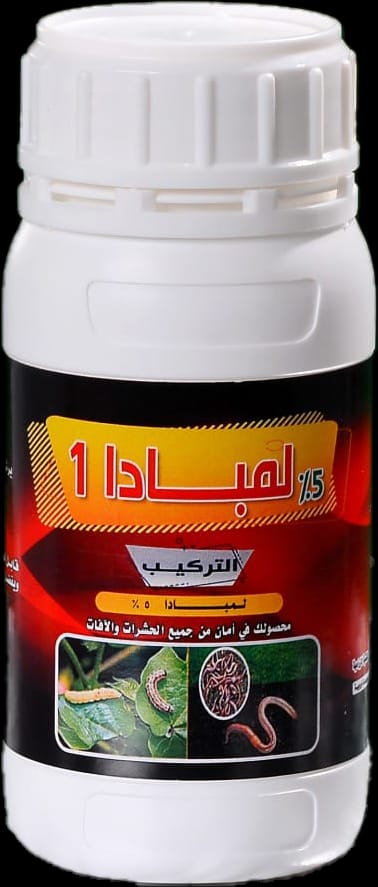 لمبادا 1 5٪
التركيب
لمبادا ٥ ٪
محصولك في أمان من جميع الحشرات والآفات